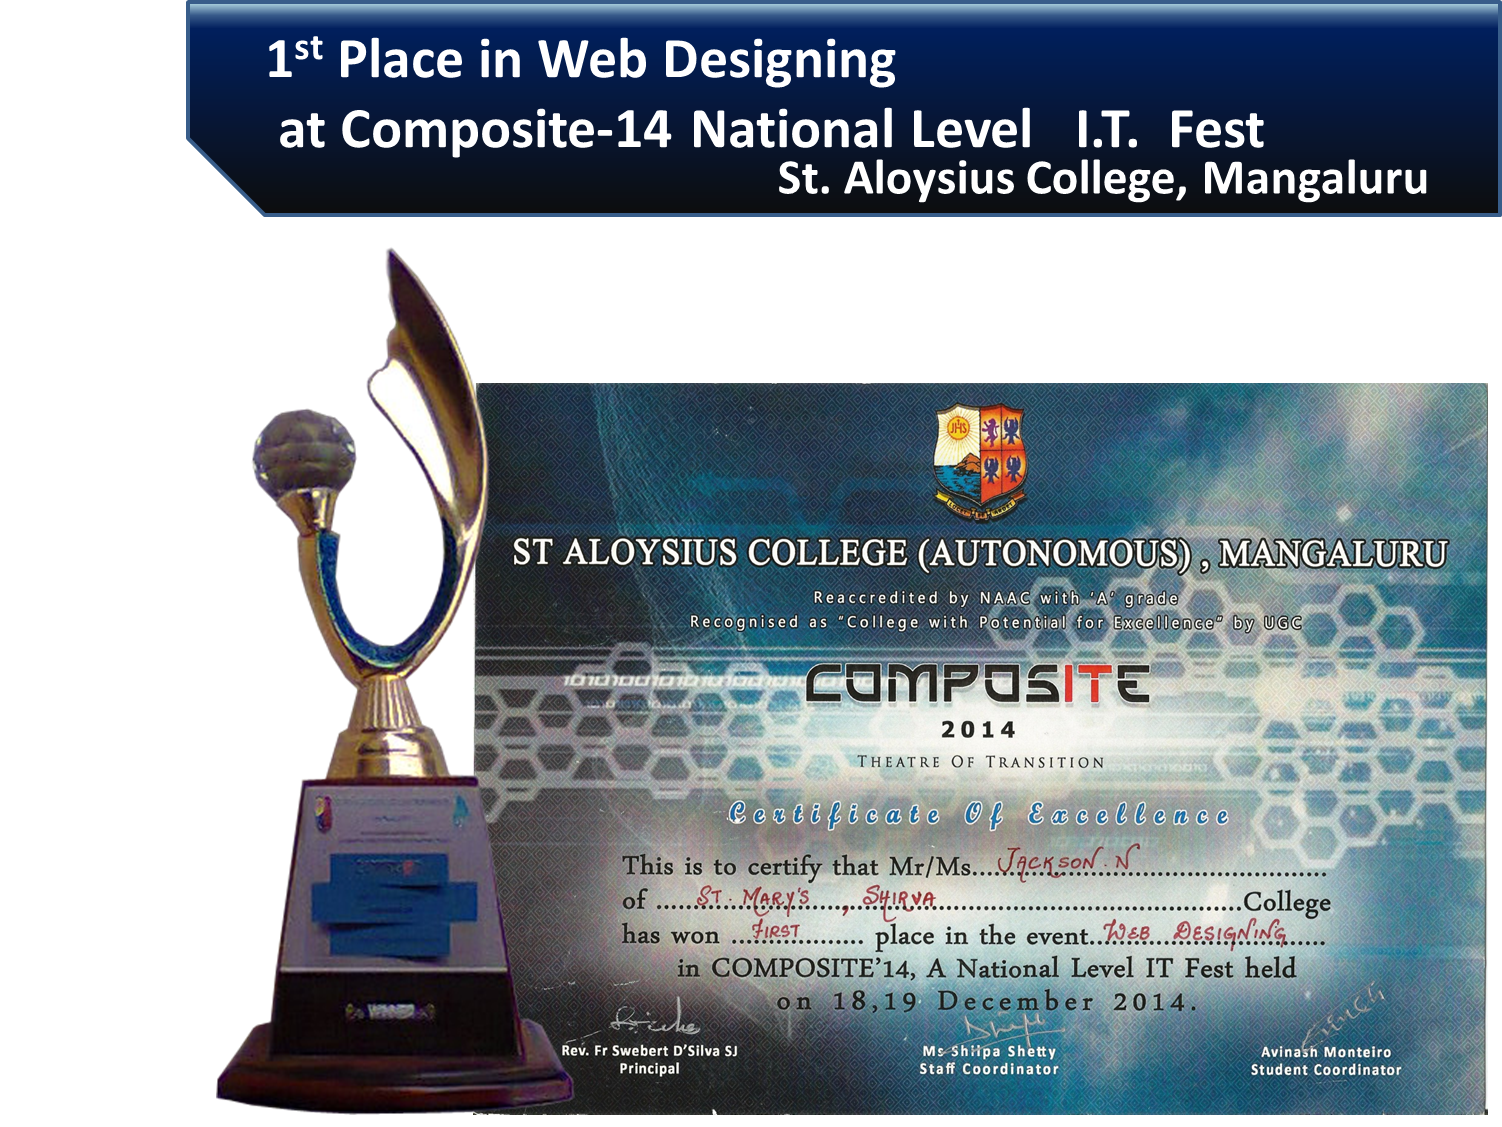 1st Place in Web Designing
at Composite-14 National Level I.T. Fest
St. Aloysius College, Mangaluru
JHS
ST ALOYSIUS COLLEGE (AUTONOMOUS) , MANGALURU
Reaccredited by NAAC with 'A' grade
Recognised as "College with Potential for Excellence" by UGC
COMPOSITE
2014
THEATRE OF TRANSITION
Certificate Of Excellence
This is to certify that Mr/Ms....JACKSON. N..............................
of ......ST. MARY'S......, SHIRVA..............................................College
has won ...FIRST......... place in the event...WEB DESIGNING......
in COMPOSITE'14, A National Level IT Fest held
on 18,19 December 2014.
Rev. Fr Swebert D'Silva SJ
Principal
Ms Shilpa Shetty
Staff Coordinator
Avinash Monteiro
Student Coordinator